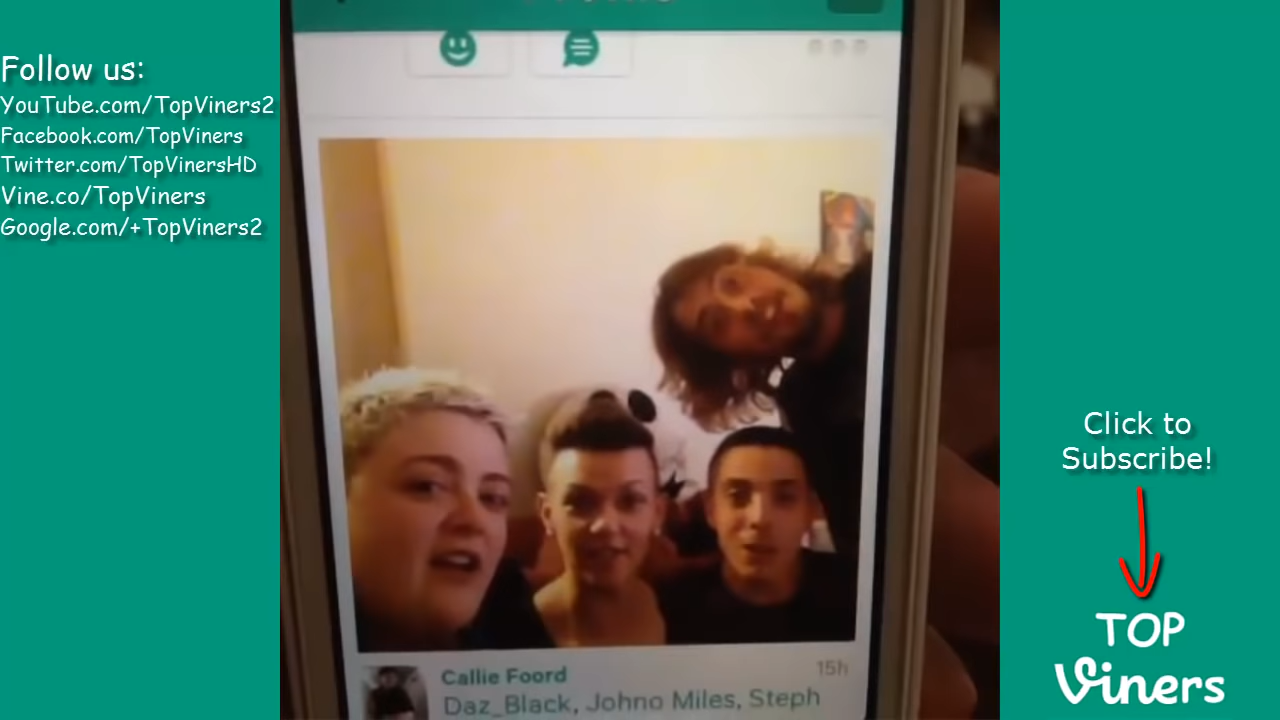 Follow us:
YouTube.com/TopViners2
Facebook.com/TopViners
Twitter.com/TopVinersHD
Vine.co/TopViners
Google.com/+TopViners2
Click to
Subscribe!
TOP
Viners
Callie Foord
15h
Daz_Black, Johno Miles, Steph